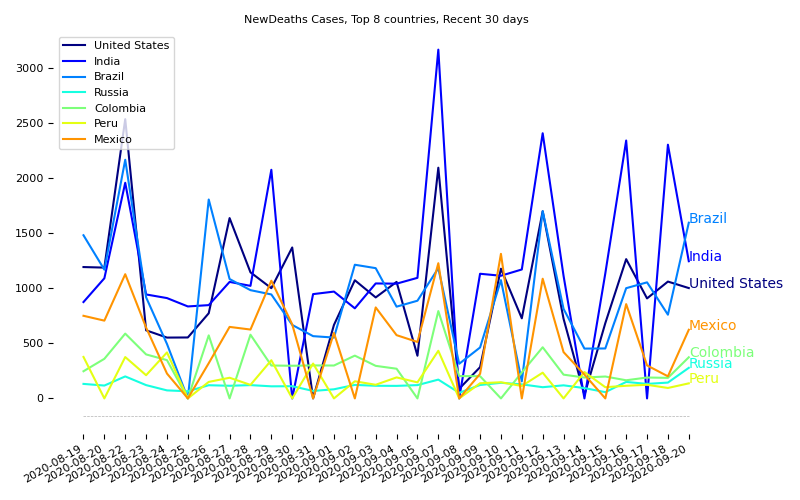 NewDeaths Cases, Top 8 countries, Recent 30 days
United States
India
Brazil
Russia
Colombia
Peru
Mexico
3000
2500
2000
1500
1000
500
0
Brazil
India
United States
Mexico
Colombia
Russia
Peru
2020-08-19
2020-08-20
2020-08-22
2020-08-23
2020-08-24
2020-08-25
2020-08-26
2020-08-27
2020-08-28
2020-08-29
2020-08-30
2020-08-31
2020-09-01
2020-09-02
2020-09-03
2020-09-04
2020-09-05
2020-09-07
2020-09-08
2020-09-09
2020-09-10
2020-09-11
2020-09-12
2020-09-13
2020-09-14
2020-09-15
2020-09-16
2020-09-17
2020-09-18
2020-09-20